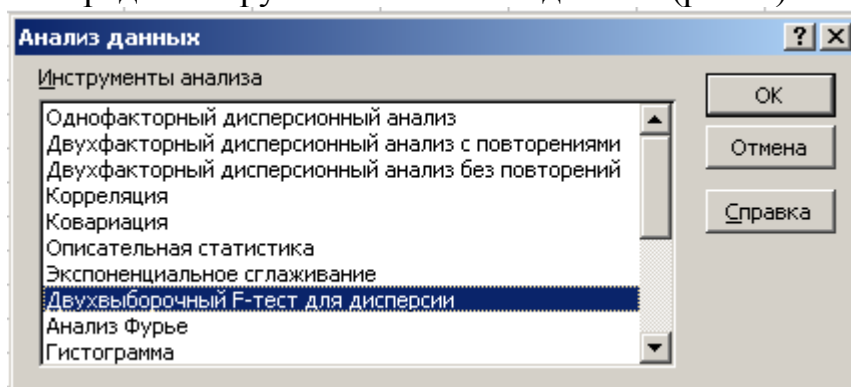 Анализ данных
Инструменты анализа
Однофакторный дисперсионный анализ
Двухфакторный дисперсионный анализ с повторениями
Двухфакторный дисперсионный анализ без повторений
Корреляция
Ковариация
Описательная статистика
Экспоненциальное сглаживание
Двухвыборочный F-тест для дисперсии
Анализ Фурье
Гистограмма
ОК
Отмена
Справка